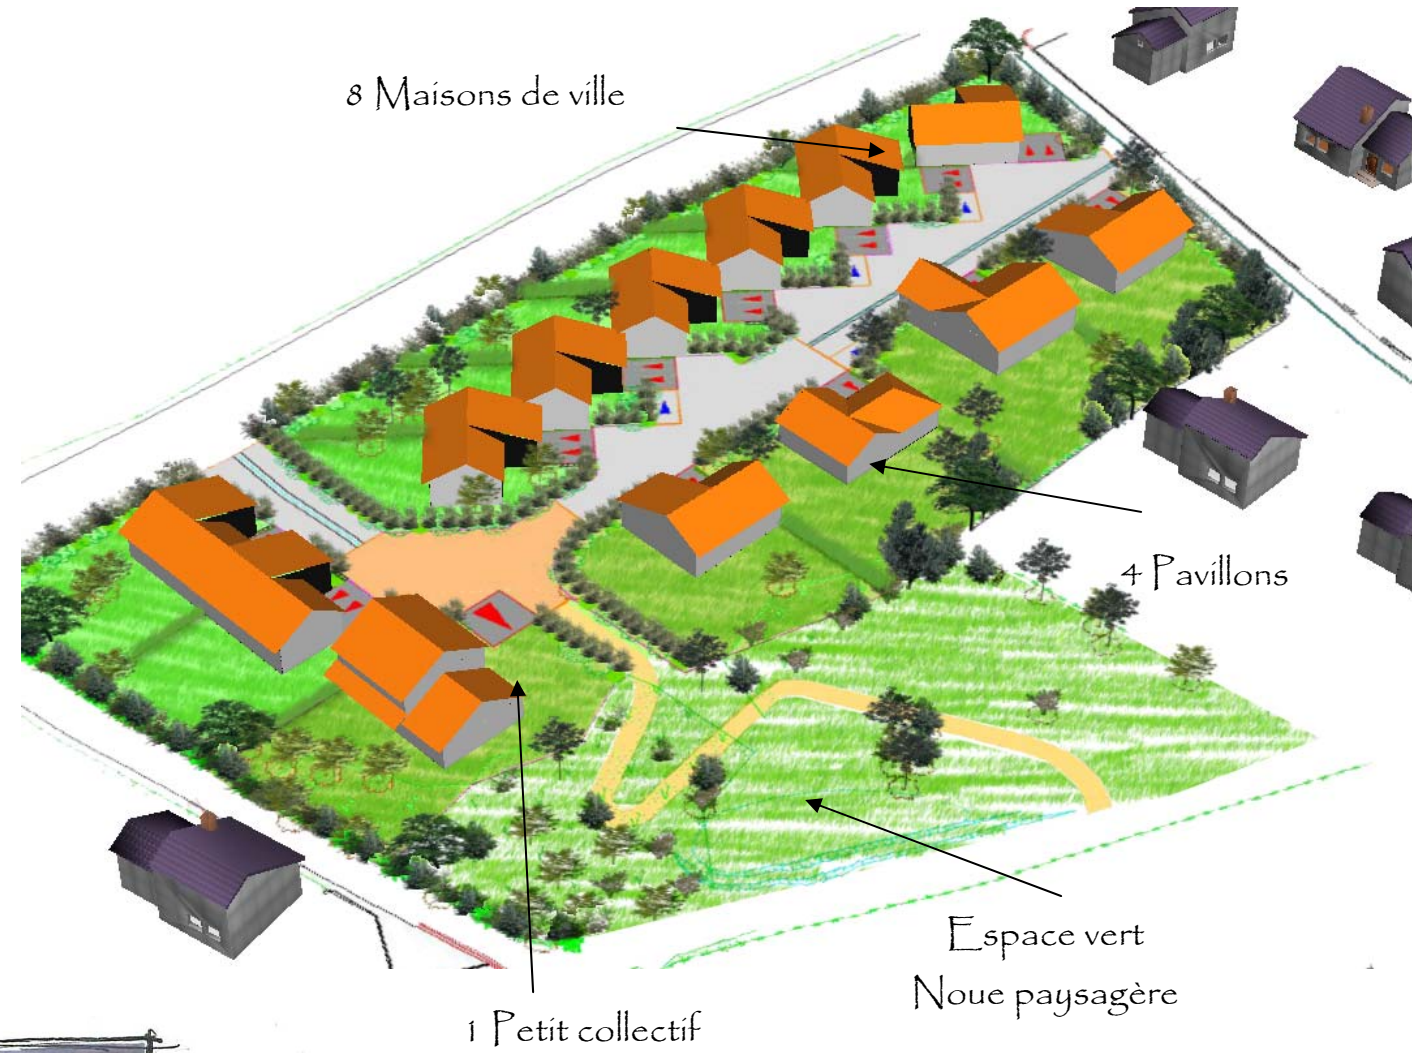 8 Maisons de ville
4 Pavillons
Espace vert
Noue paysagère
1 Petit collectif